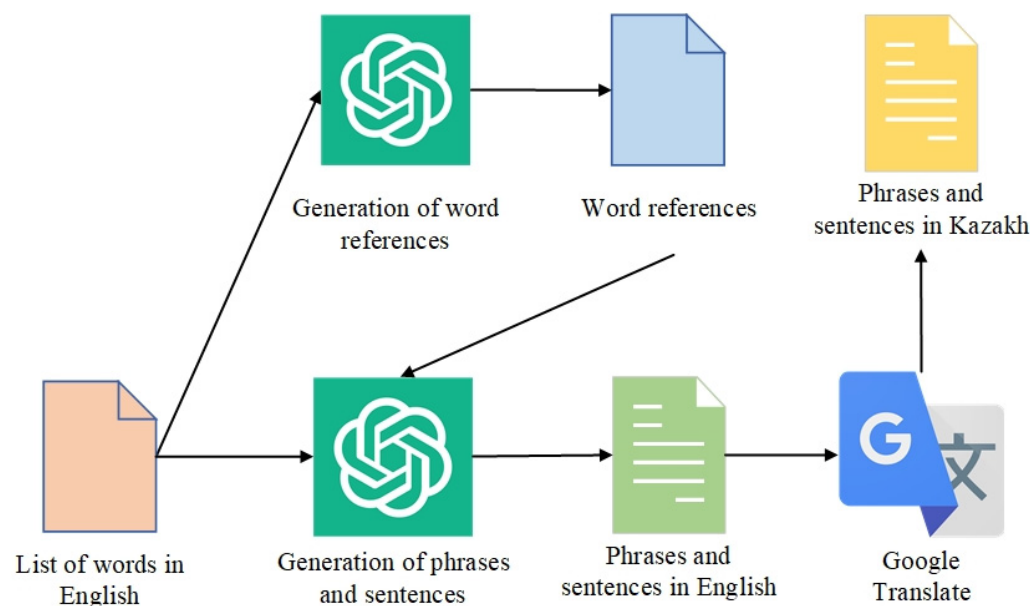 Generation of word
references
Word references
Phrases and
sentences in Kazakh
List of words in
English
Generation of phrases
and sentences
Phrases and
sentences in English
G
文
Google
Translate